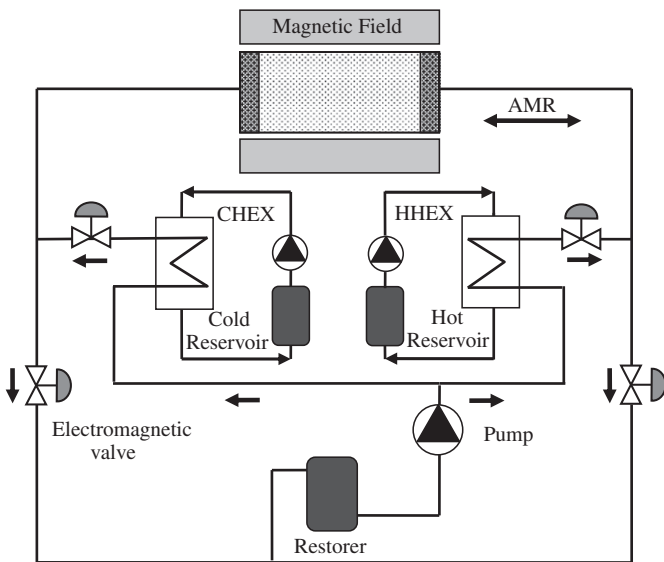 Magnetic Field
AMR
CHEX
HHEX
Cold
Reservoir
Hot
Reservoir
Electromagnetic
valve
Pump
Restorer